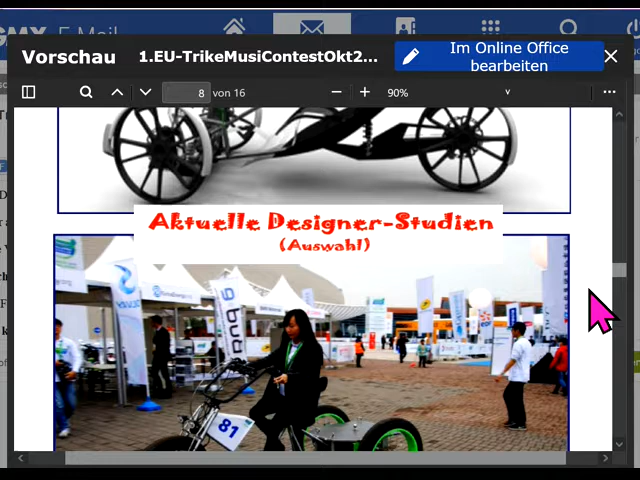 GMX E-Mail
Vorschau
1.EU-TrikeMusiContestOkt2...
Im Online Office
bearbeiten
8 von 16
90%
Aktuelle Designer-Studien
(Auswahl)
81